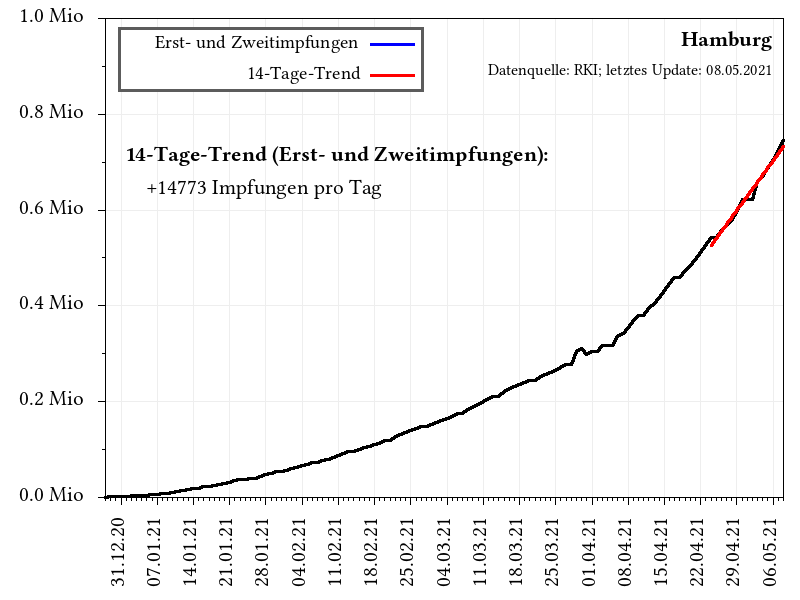 1.0 Mio
Erst- und Zweitimpfungen
14-Tage-Trend
Hamburg
Datenquelle: RKI; letztes Update: 08.05.2021
0.8 Mio
14-Tage-Trend (Erst- und Zweitimpfungen):
+14773 Impfungen pro Tag
0.6 Mio
0.4 Mio
0.2 Mio
0.0 Mio
31.12.20
07.01.21
14.01.21
21.01.21
28.01.21
04.02.21
11.02.21
18.02.21
25.02.21
04.03.21
11.03.21
18.03.21
25.03.21
01.04.21
08.04.21
15.04.21
22.04.21
29.04.21
06.05.21